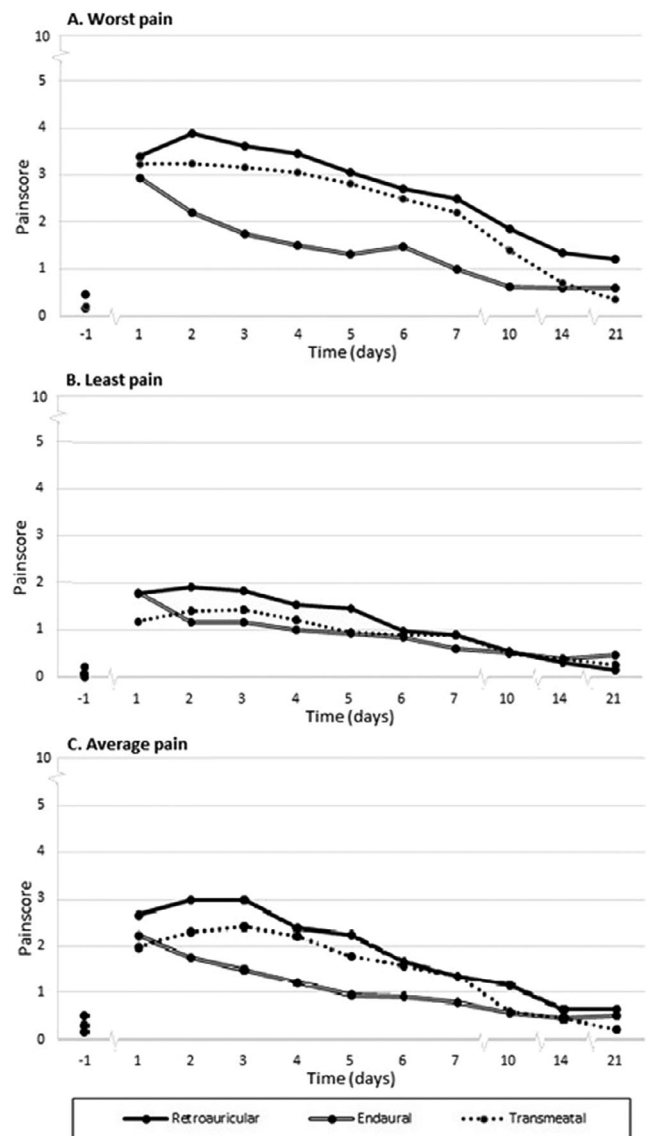 A. Worst pain
10
5
4
3
2
1
0
Painscore
-1 1 2 3 4 5 6 7 10 14 21
Time (days)
B. Least pain
10
5
4
3
2
1
0
Painscore
-1 1 2 3 4 5 6 7 10 14 21
Time (days)
C. Average pain
10
5
4
3
2
1
0
Painscore
-1 1 2 3 4 5 6 7 10 14 21
Time (days)
Retroauricular Endaural Transmeatal